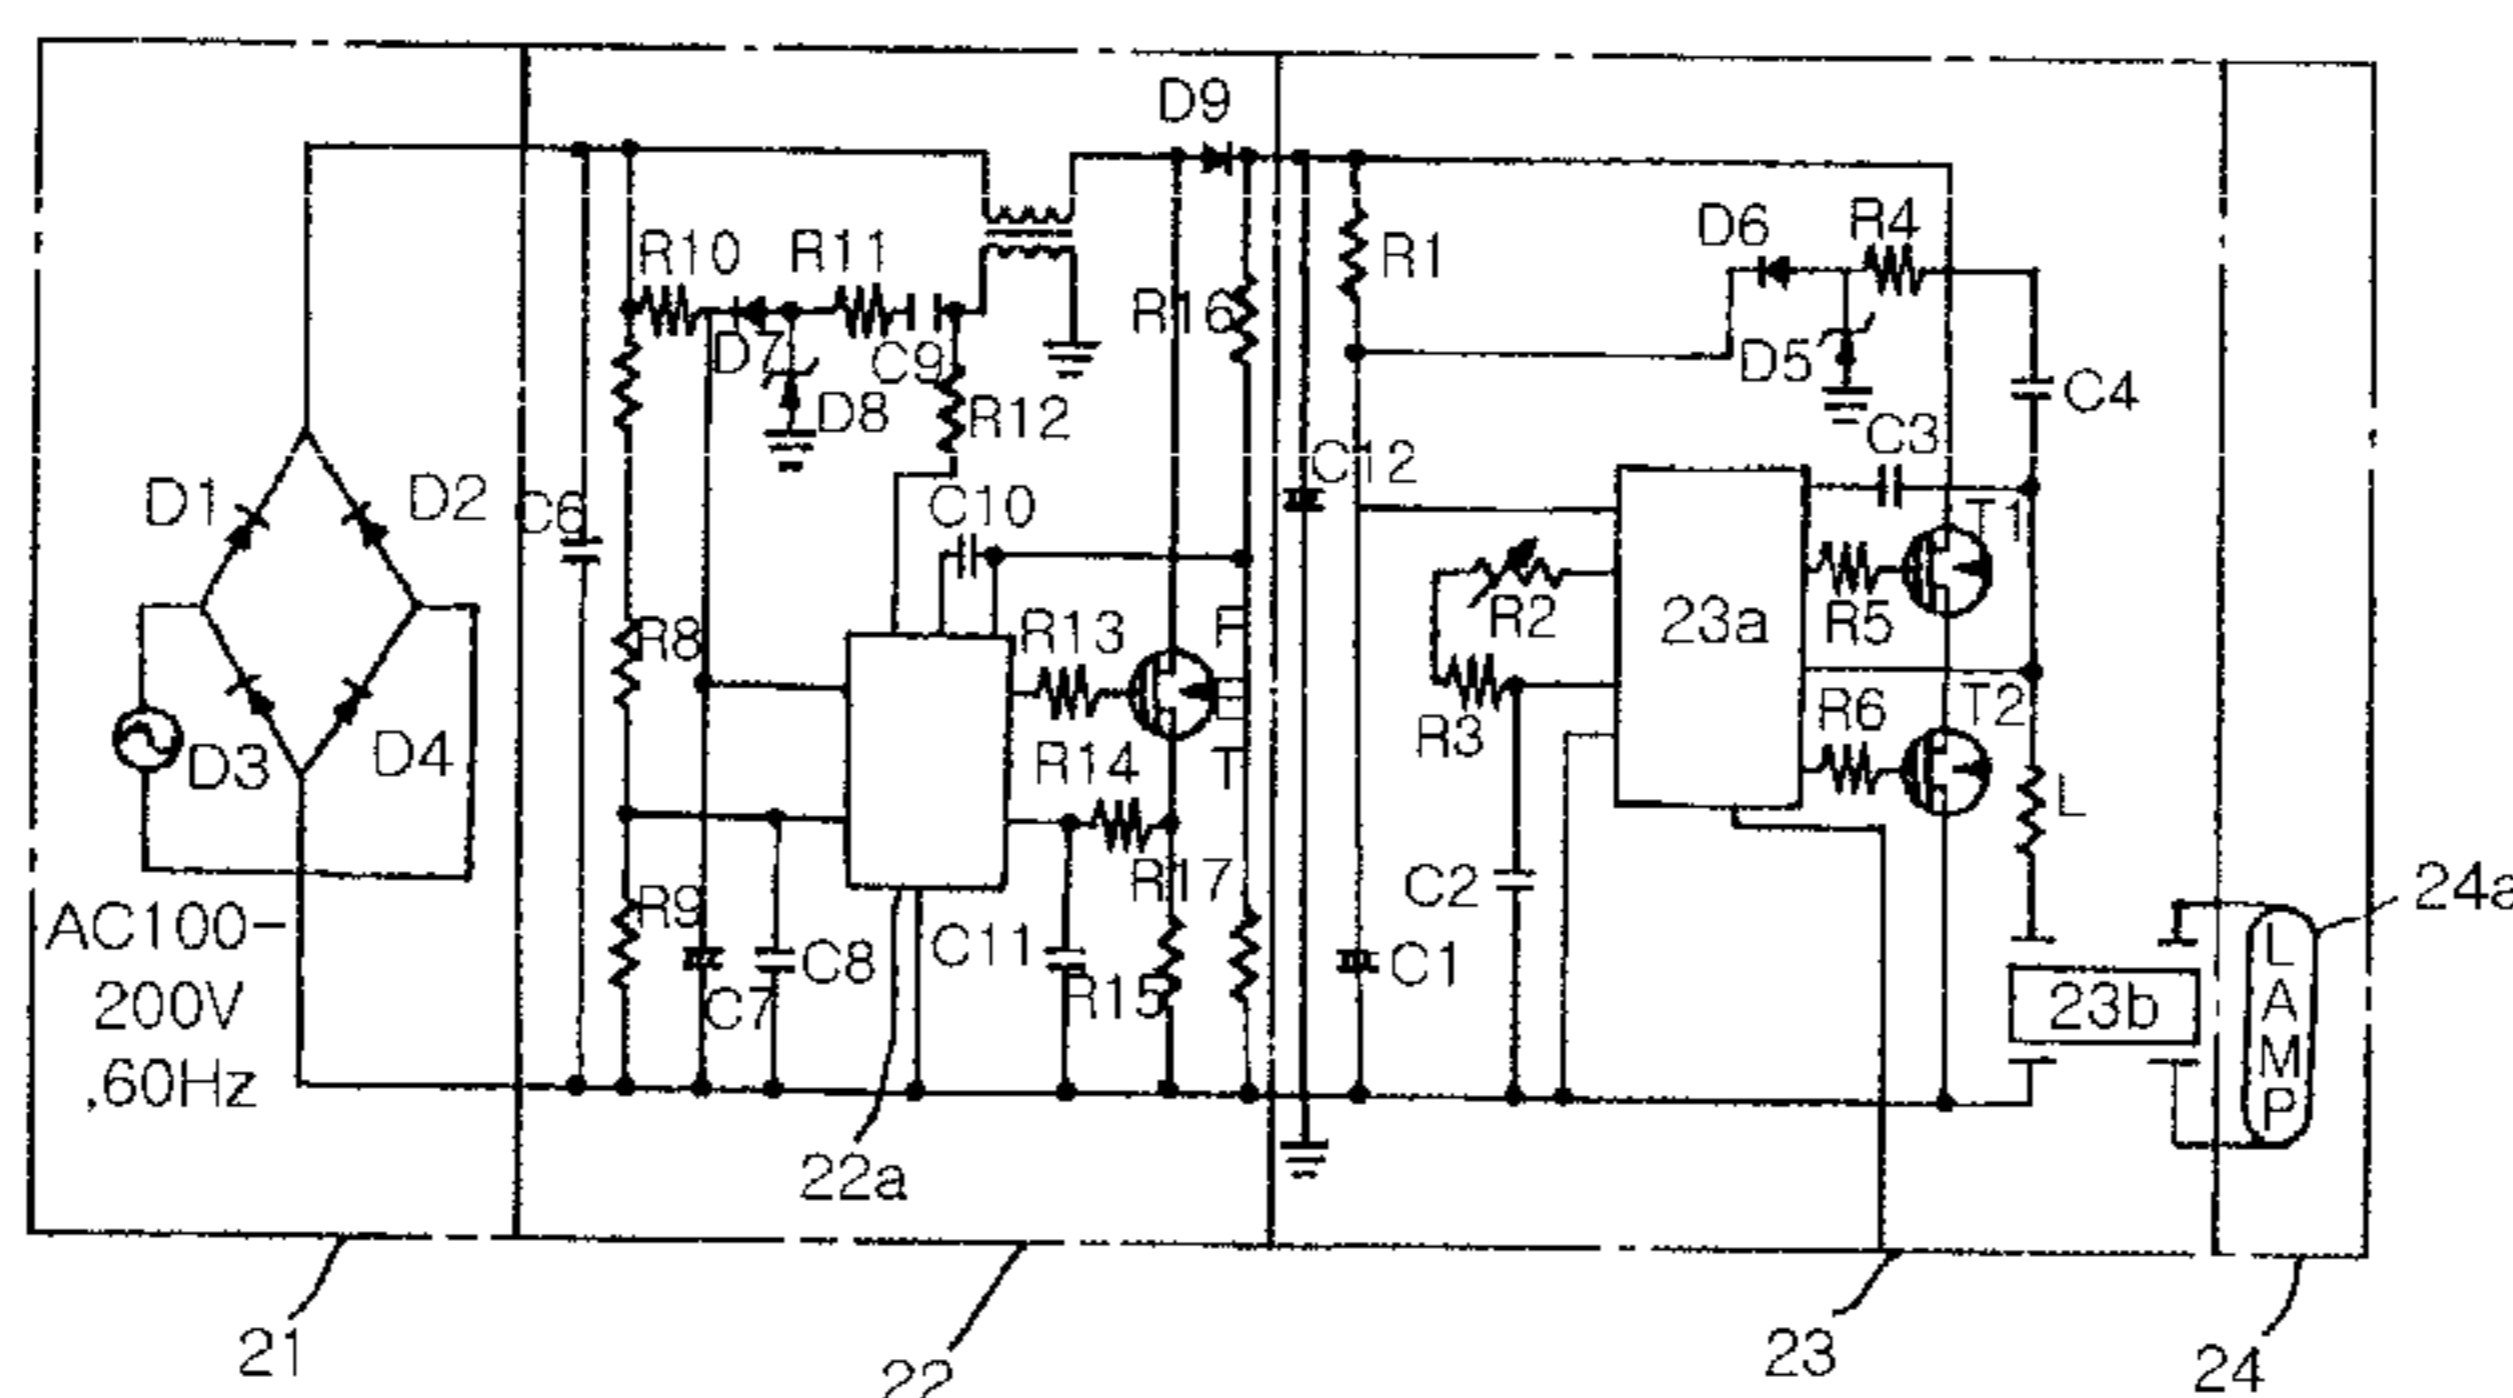 D9
D6
R4
R10
R11
R1
R16
D7
C9
D5
C4
D8
R12
C3
C12
D1
D2
C6
C10
T1
R2
23a
R5
R8
R13
F
E
T
R3
R6
T2
D3
D4
R14
L
R17
C2
24a
R9
AC100-
200V
,60Hz
C8
C11
C1
C7
R15
23b
L
A
M
P
22a
21
22
23
24